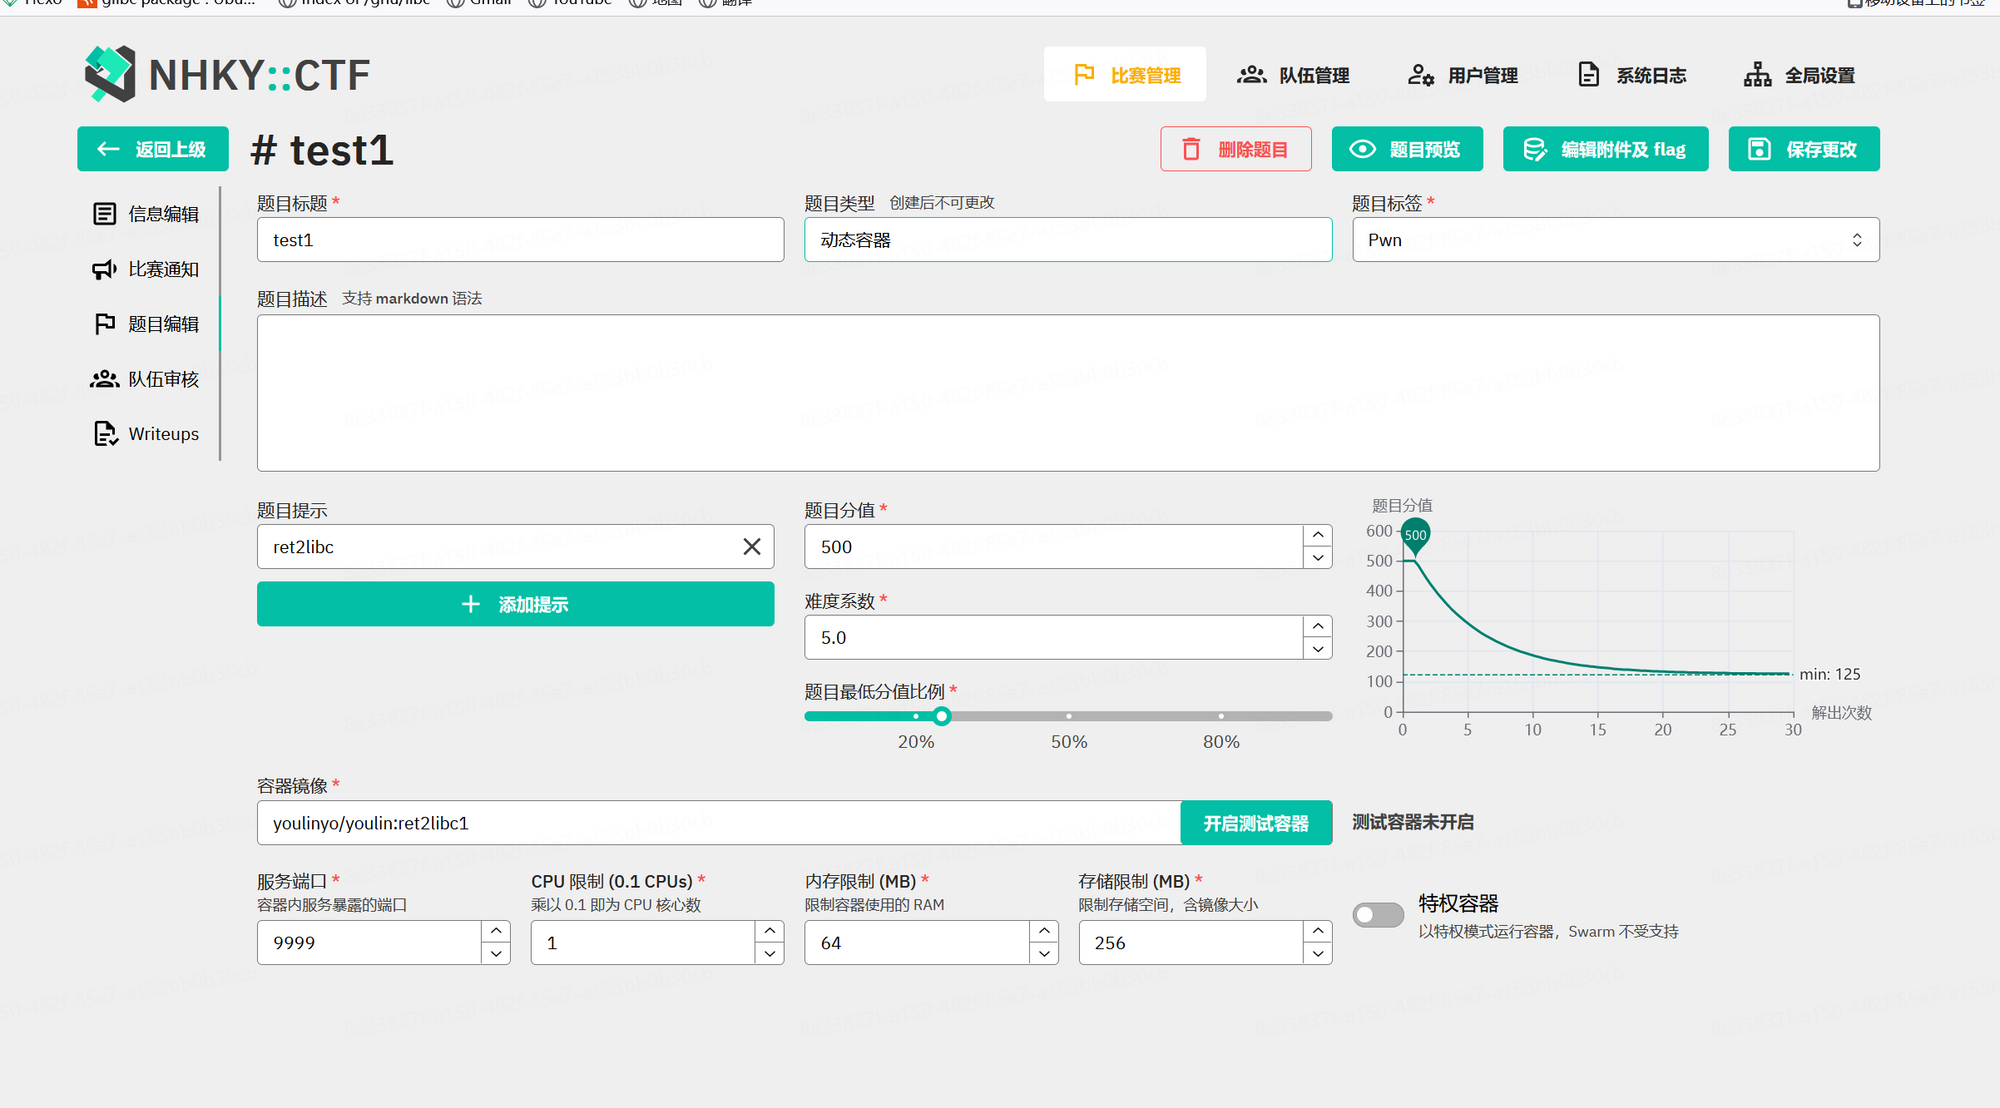 YouTube
地图
翻译
移动设备上的书签
NHKY::CTF
比赛管理
队伍管理
用户管理
系统日志
全局设置
返回上级
# test1
删除题目
题目预览
编辑附件及 flag
保存更改
信息编辑
比赛通知
题目编辑
队伍审核
Writeups
题目标题 *
test1
题目类型 创建后不可更改
动态容器
题目标签 *
Pwn
题目描述 支持 markdown 语法
题目提示
ret2libc
添加提示
题目分值 *
500
难度系数 *
5.0
题目最低分值比例 *
20%
50%
80%
题目分值
600
500
400
300
200
100
0
500
min: 125
解出次数
0 5 10 15 20 25 30
容器镜像 *
youlinyo/youlin:ret2libc1
开启测试容器
测试容器未开启
服务端口 *
容器内服务暴露的端口
9999
CPU 限制 (0.1 CPUs) *
乘以 0.1 即为 CPU 核心数
1
内存限制 (MB) *
限制容器使用的 RAM
64
存储限制 (MB) *
限制存储空间，含镜像大小
256
特权容器
以特权模式运行容器，Swarm 不受支持